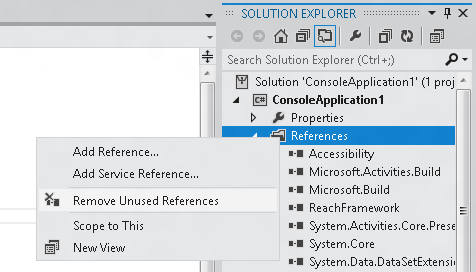 SOLUTION EXPLORER
Search Solution Explorer (Ctrl+;)
Solution 'ConsoleApplication1' (1 proj
C# ConsoleApplication1
Properties
References
Accessibility
Microsoft.Activities.Build
Microsoft.Build
ReachFramework
System.Activities.Core.Prese
System.Core
System.Data.DataSetExtension
Add Reference...
Add Service Reference...
Remove Unused References
Scope to This
New View